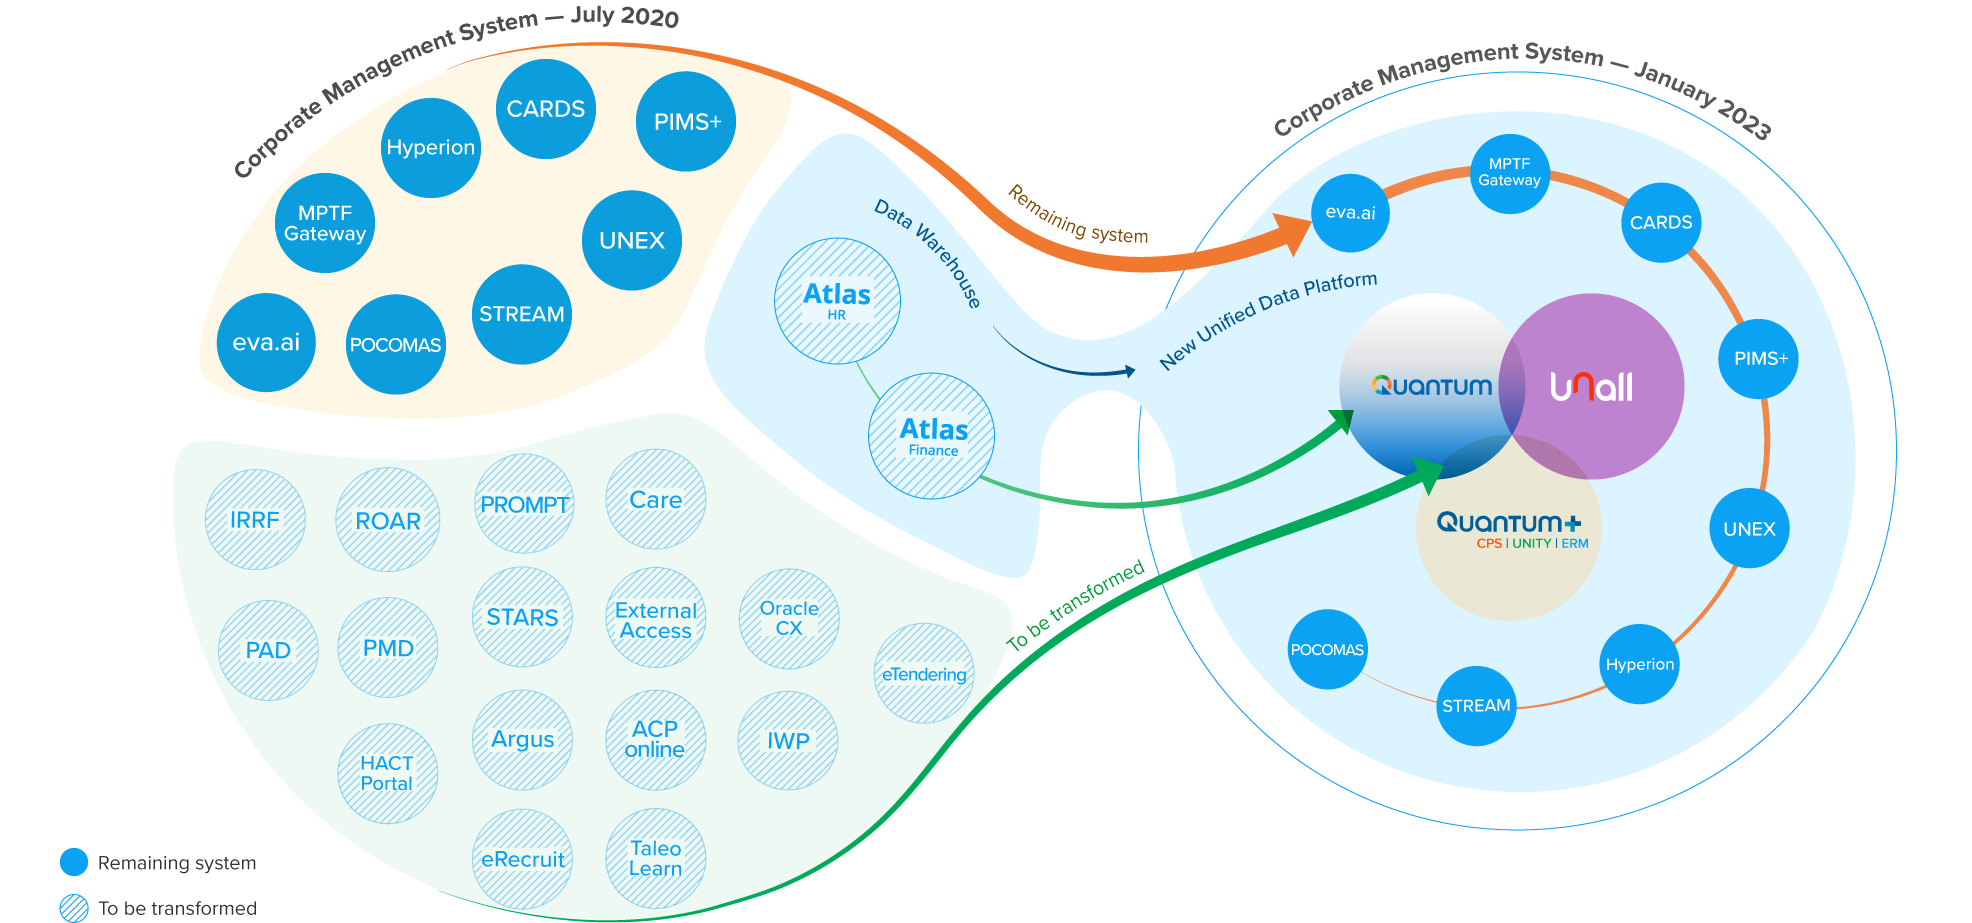 Corporate Management System — July 2020
CARDS
PIMS+
Hyperion
MPTF
Gateway
UNEX
STREAM
eva.ai
POCOMAS
Data Warehouse
Atlas
HR
Atlas
Finance
Remaining system
New Unified Data Platform
To be transformed
IRRF
ROAR
PROMPT
Care
PAD
PMD
STARS
External
Access
Oracle
CX
eTendering
HACT
Portal
Argus
ACP
online
IWP
eRecruit
Taleo
Learn
Remaining system
To be transformed
Corporate Management System — January 2023
eva.ai
MPTF
Gateway
CARDS
PIMS+
UNEX
Hyperion
STREAM
POCOMAS
QUANTUM
unall
QUANTUM+
CPS | UNITY | ERM